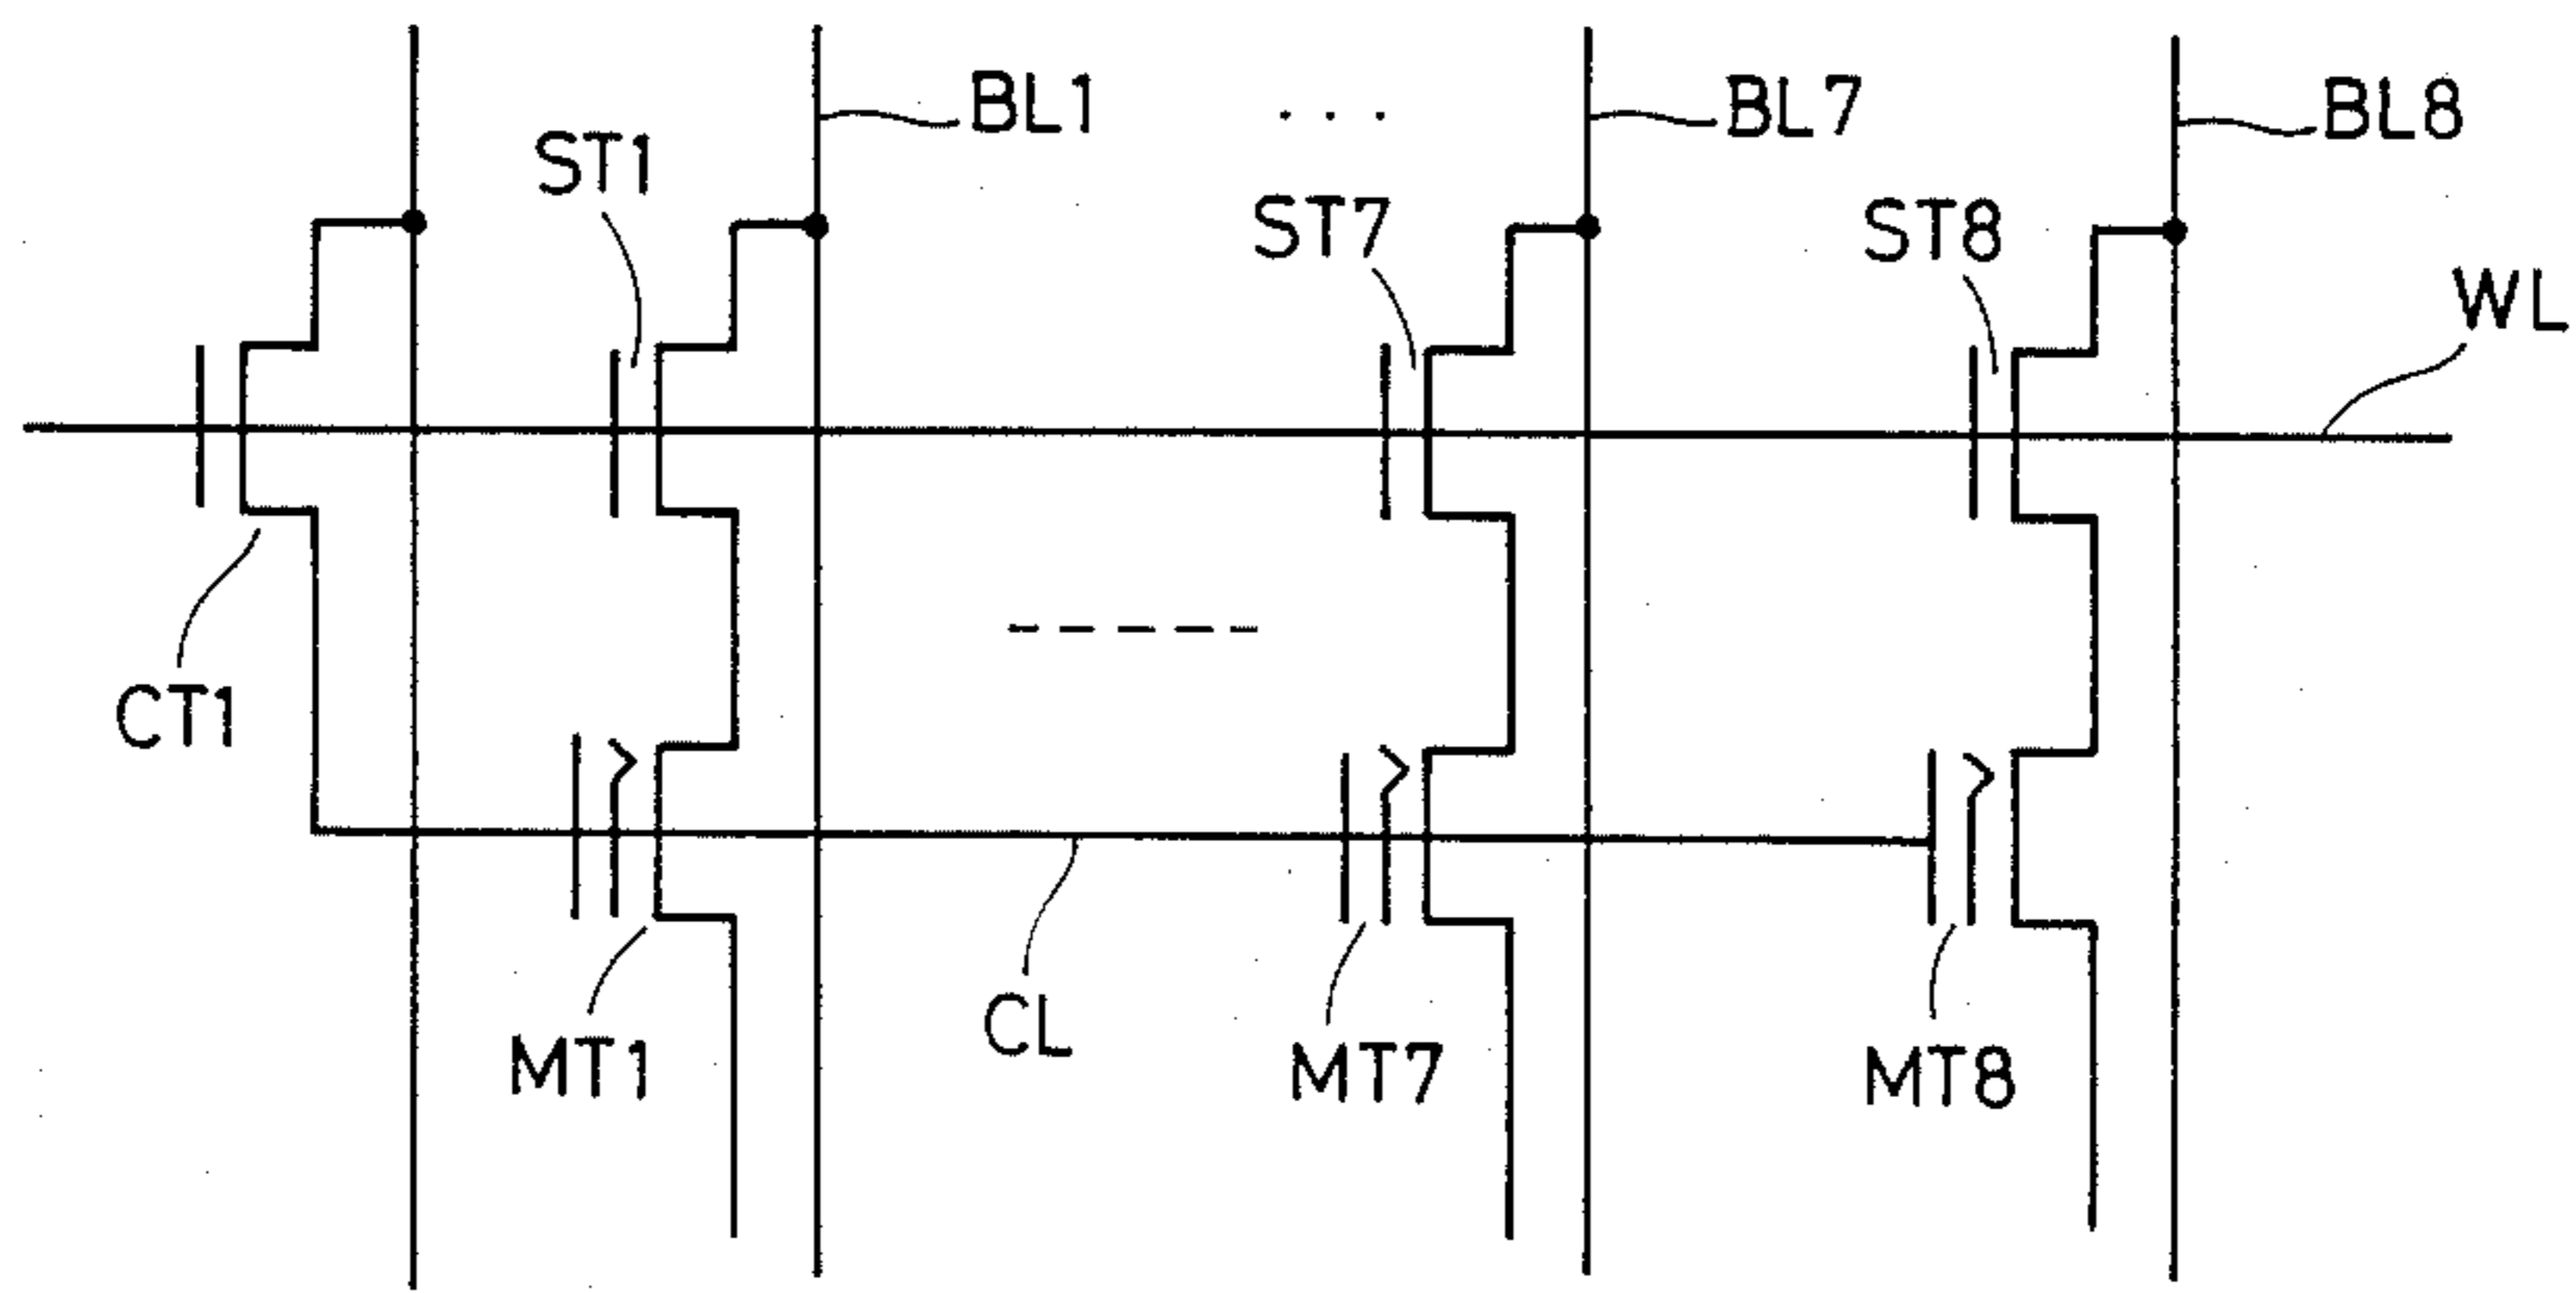 BL1
. . .
BL7
BL8
ST1
ST7
ST8
WL
CT1
CL
MT1
MT7
MT8